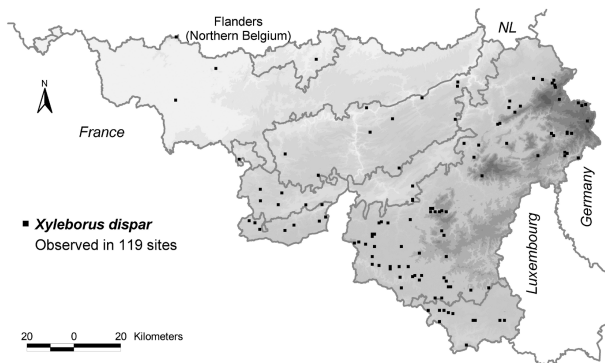 Flanders
(Northern Belgium)
NL
N
France
Xyleborus dispar
Observed in 119 sites
Luxembourg
Germany
20 0 20 Kilometers